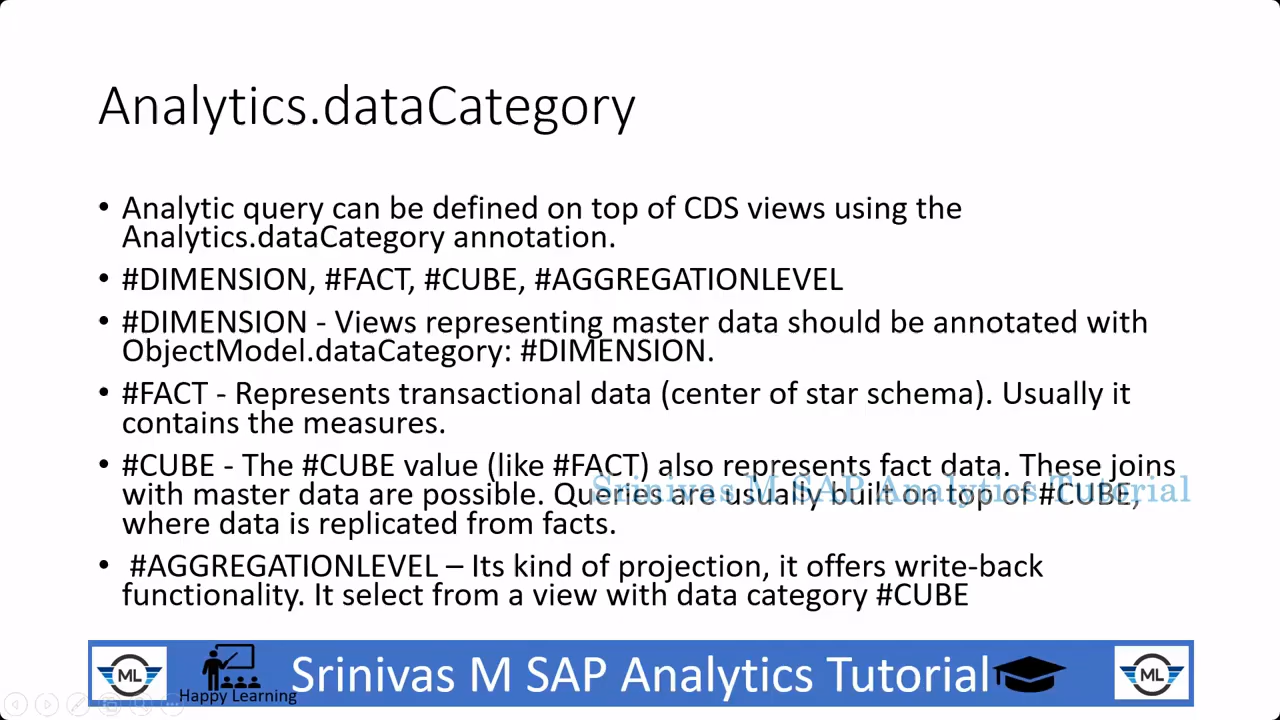 Analytics.dataCategory
• Analytic query can be defined on top of CDS views using the
Analytics.dataCategory annotation.
• #DIMENSION, #FACT, #CUBE, #AGGREGATIONLEVEL
• #DIMENSION - Views representing master data should be annotated with
ObjectModel.dataCategory: #DIMENSION.
• #FACT - Represents transactional data (center of star schema). Usually it
contains the measures.
• #CUBE - The #CUBE value (like #FACT) also represents fact data. These joins
with master data are possible. Queries are usually built on top of #CUBE,
Srinivas M SAP Analytics Tutorial
where data is replicated from facts.
• #AGGREGATIONLEVEL – Its kind of projection, it offers write-back
functionality. It select from a view with data category #CUBE
ML
Happy Learning
Srinivas M SAP Analytics Tutorial
ML